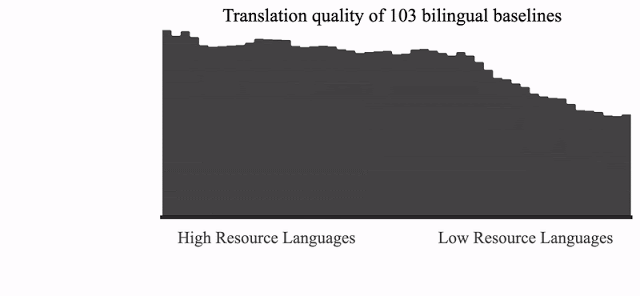 Translation quality of 103 bilingual baselines
High Resource Languages
Low Resource Languages